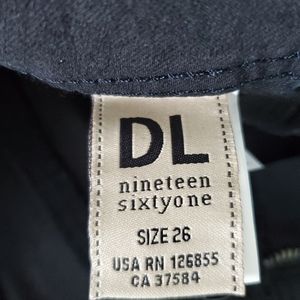 DL
nineteen
sixtyone
SIZE 26
USA RN 126855
CA 37584